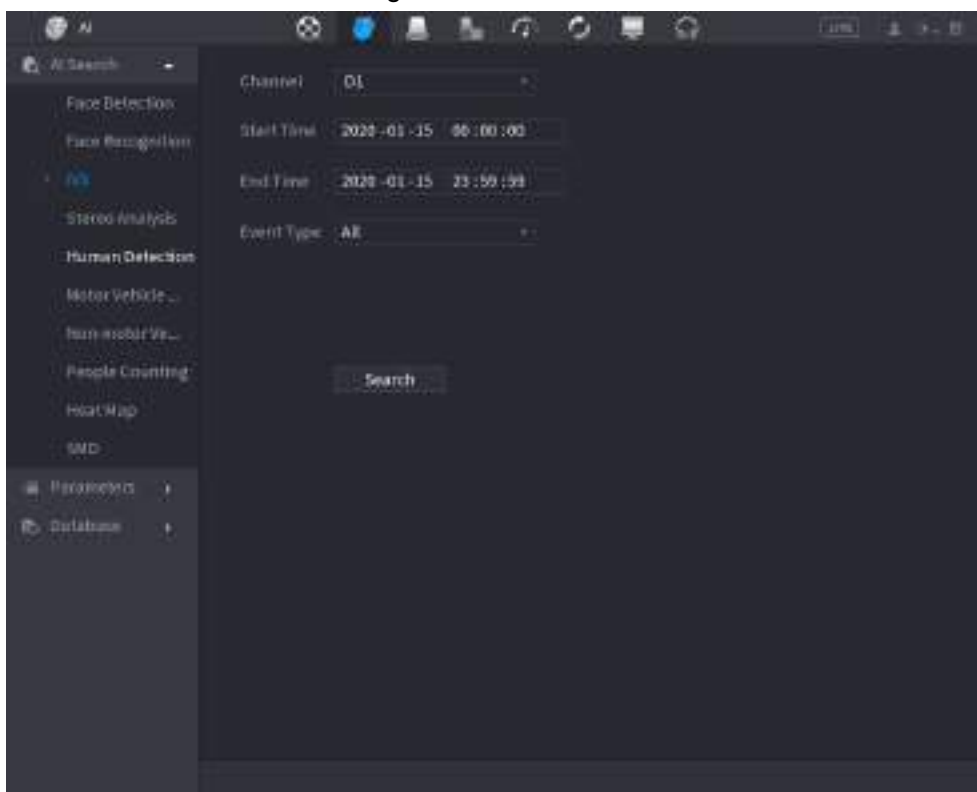 AI
LIVE
AI Search
Face Detection
Face Recognition
IVS
Stereo Analysis
Human Detection
Motor Vehicle ...
Non-motor Ve...
People Counting
Heat Map
SMD
Parameters
Database
Channel D1
Start Time 2020 -01 -15 00 :00 :00
End Time 2020 -01 -15 23 :59 :59
Event Type All
Search